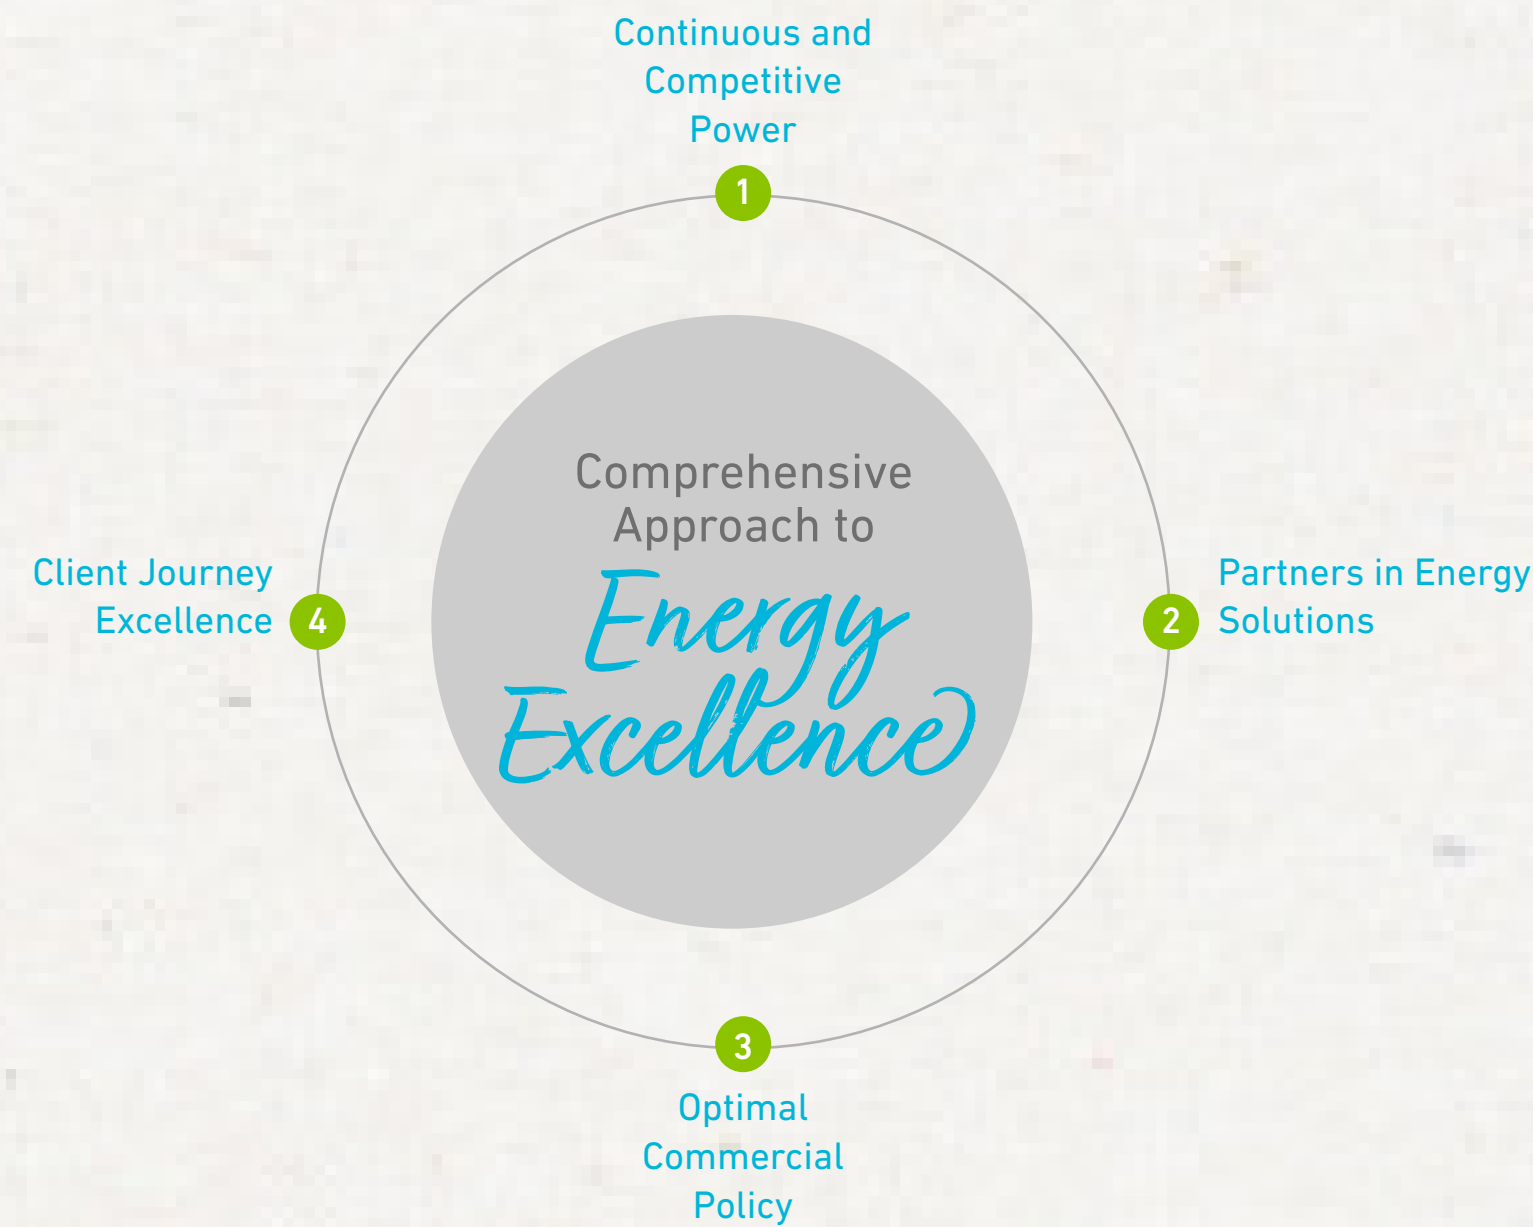 Continuous and
Competitive
Power
1
Comprehensive
Approach to
Energy
Excellence
Client Journey
Excellence
4
2
Partners in Energy
Solutions
3
Optimal
Commercial
Policy